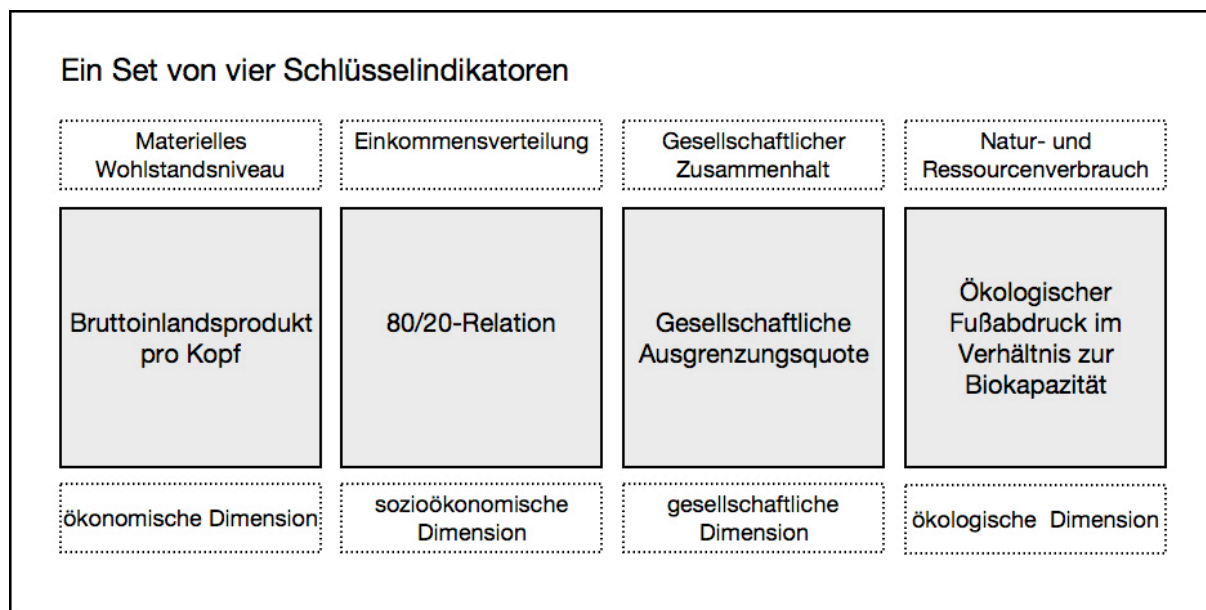 Ein Set von vier Schlüsselindikatoren
Materielles
Wohlstandsniveau
Einkommensverteilung
Gesellschaftlicher
Zusammenhalt
Natur- und
Ressourcenverbrauch
Bruttoinlandsprodukt
pro Kopf
80/20-Relation
Gesellschaftliche
Ausgrenzungsquote
Ökologischer
Fußabdruck im
Verhältnis zur
Biokapazität
ökonomische Dimension
sozioökonomische
Dimension
gesellschaftliche
Dimension
ökologische Dimension